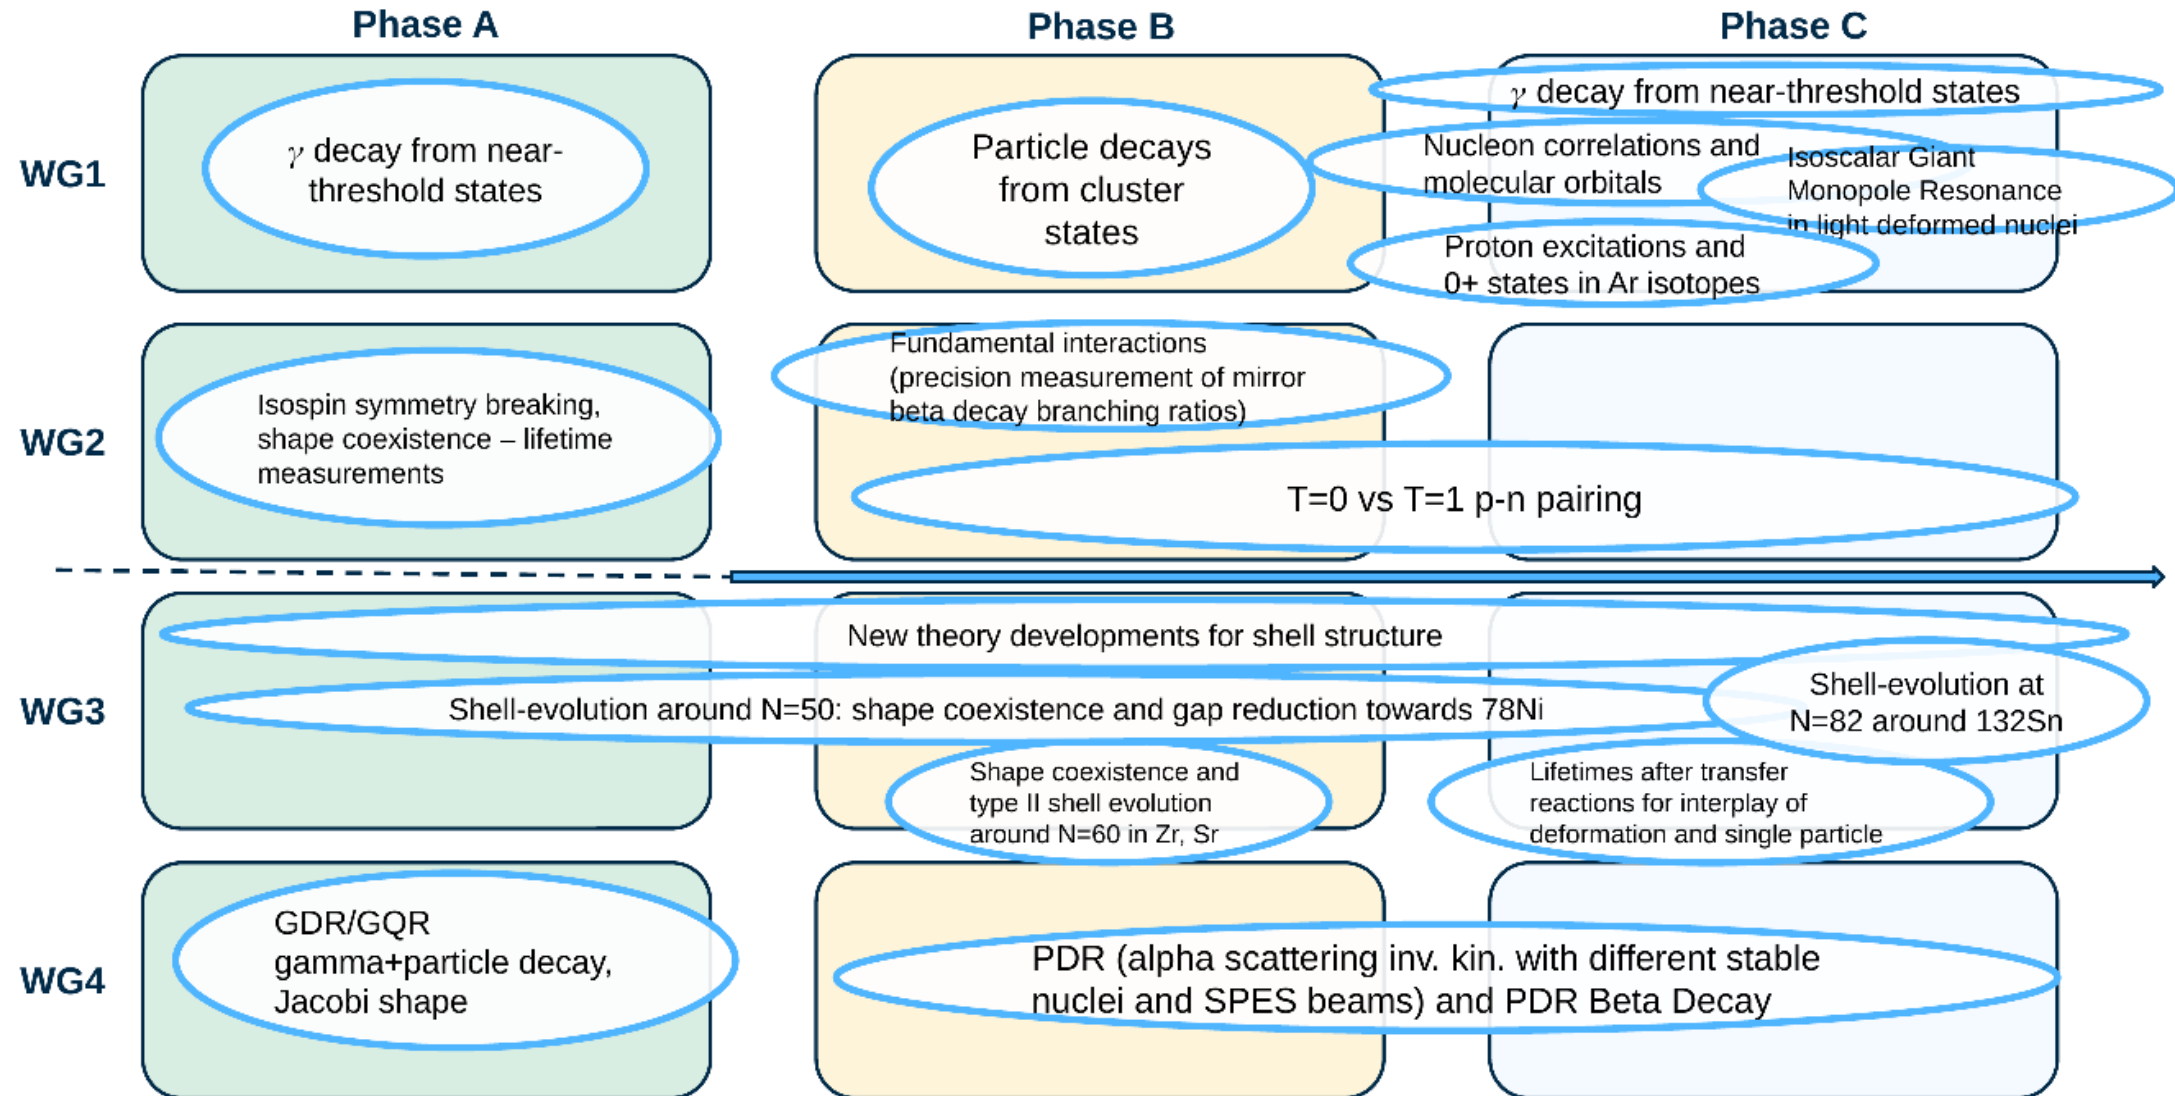 Phase A
Phase B
Phase C
WG1
γ decay from near-
threshold states
Particle decays
from cluster
states
γ decay from near-threshold states
Nucleon correlations and
molecular orbitals
Isoscalar Giant
Monopole Resonance
in light deformed nuclei
Proton excitations and
0+ states in Ar isotopes
WG2
Isospin symmetry breaking,
shape coexistence – lifetime
measurements
Fundamental interactions
(precision measurement of mirror
beta decay branching ratios)
T=0 vs T=1 p-n pairing
WG3
New theory developments for shell structure
Shell-evolution around N=50: shape coexistence and gap reduction towards 78Ni
Shell-evolution at
N=82 around 132Sn
Shape coexistence and
type II shell evolution
around N=60 in Zr, Sr
Lifetimes after transfer
reactions for interplay of
deformation and single particle
WG4
GDR/GQR
gamma+particle decay,
Jacobi shape
PDR (alpha scattering inv. kin. with different stable
nuclei and SPES beams) and PDR Beta Decay